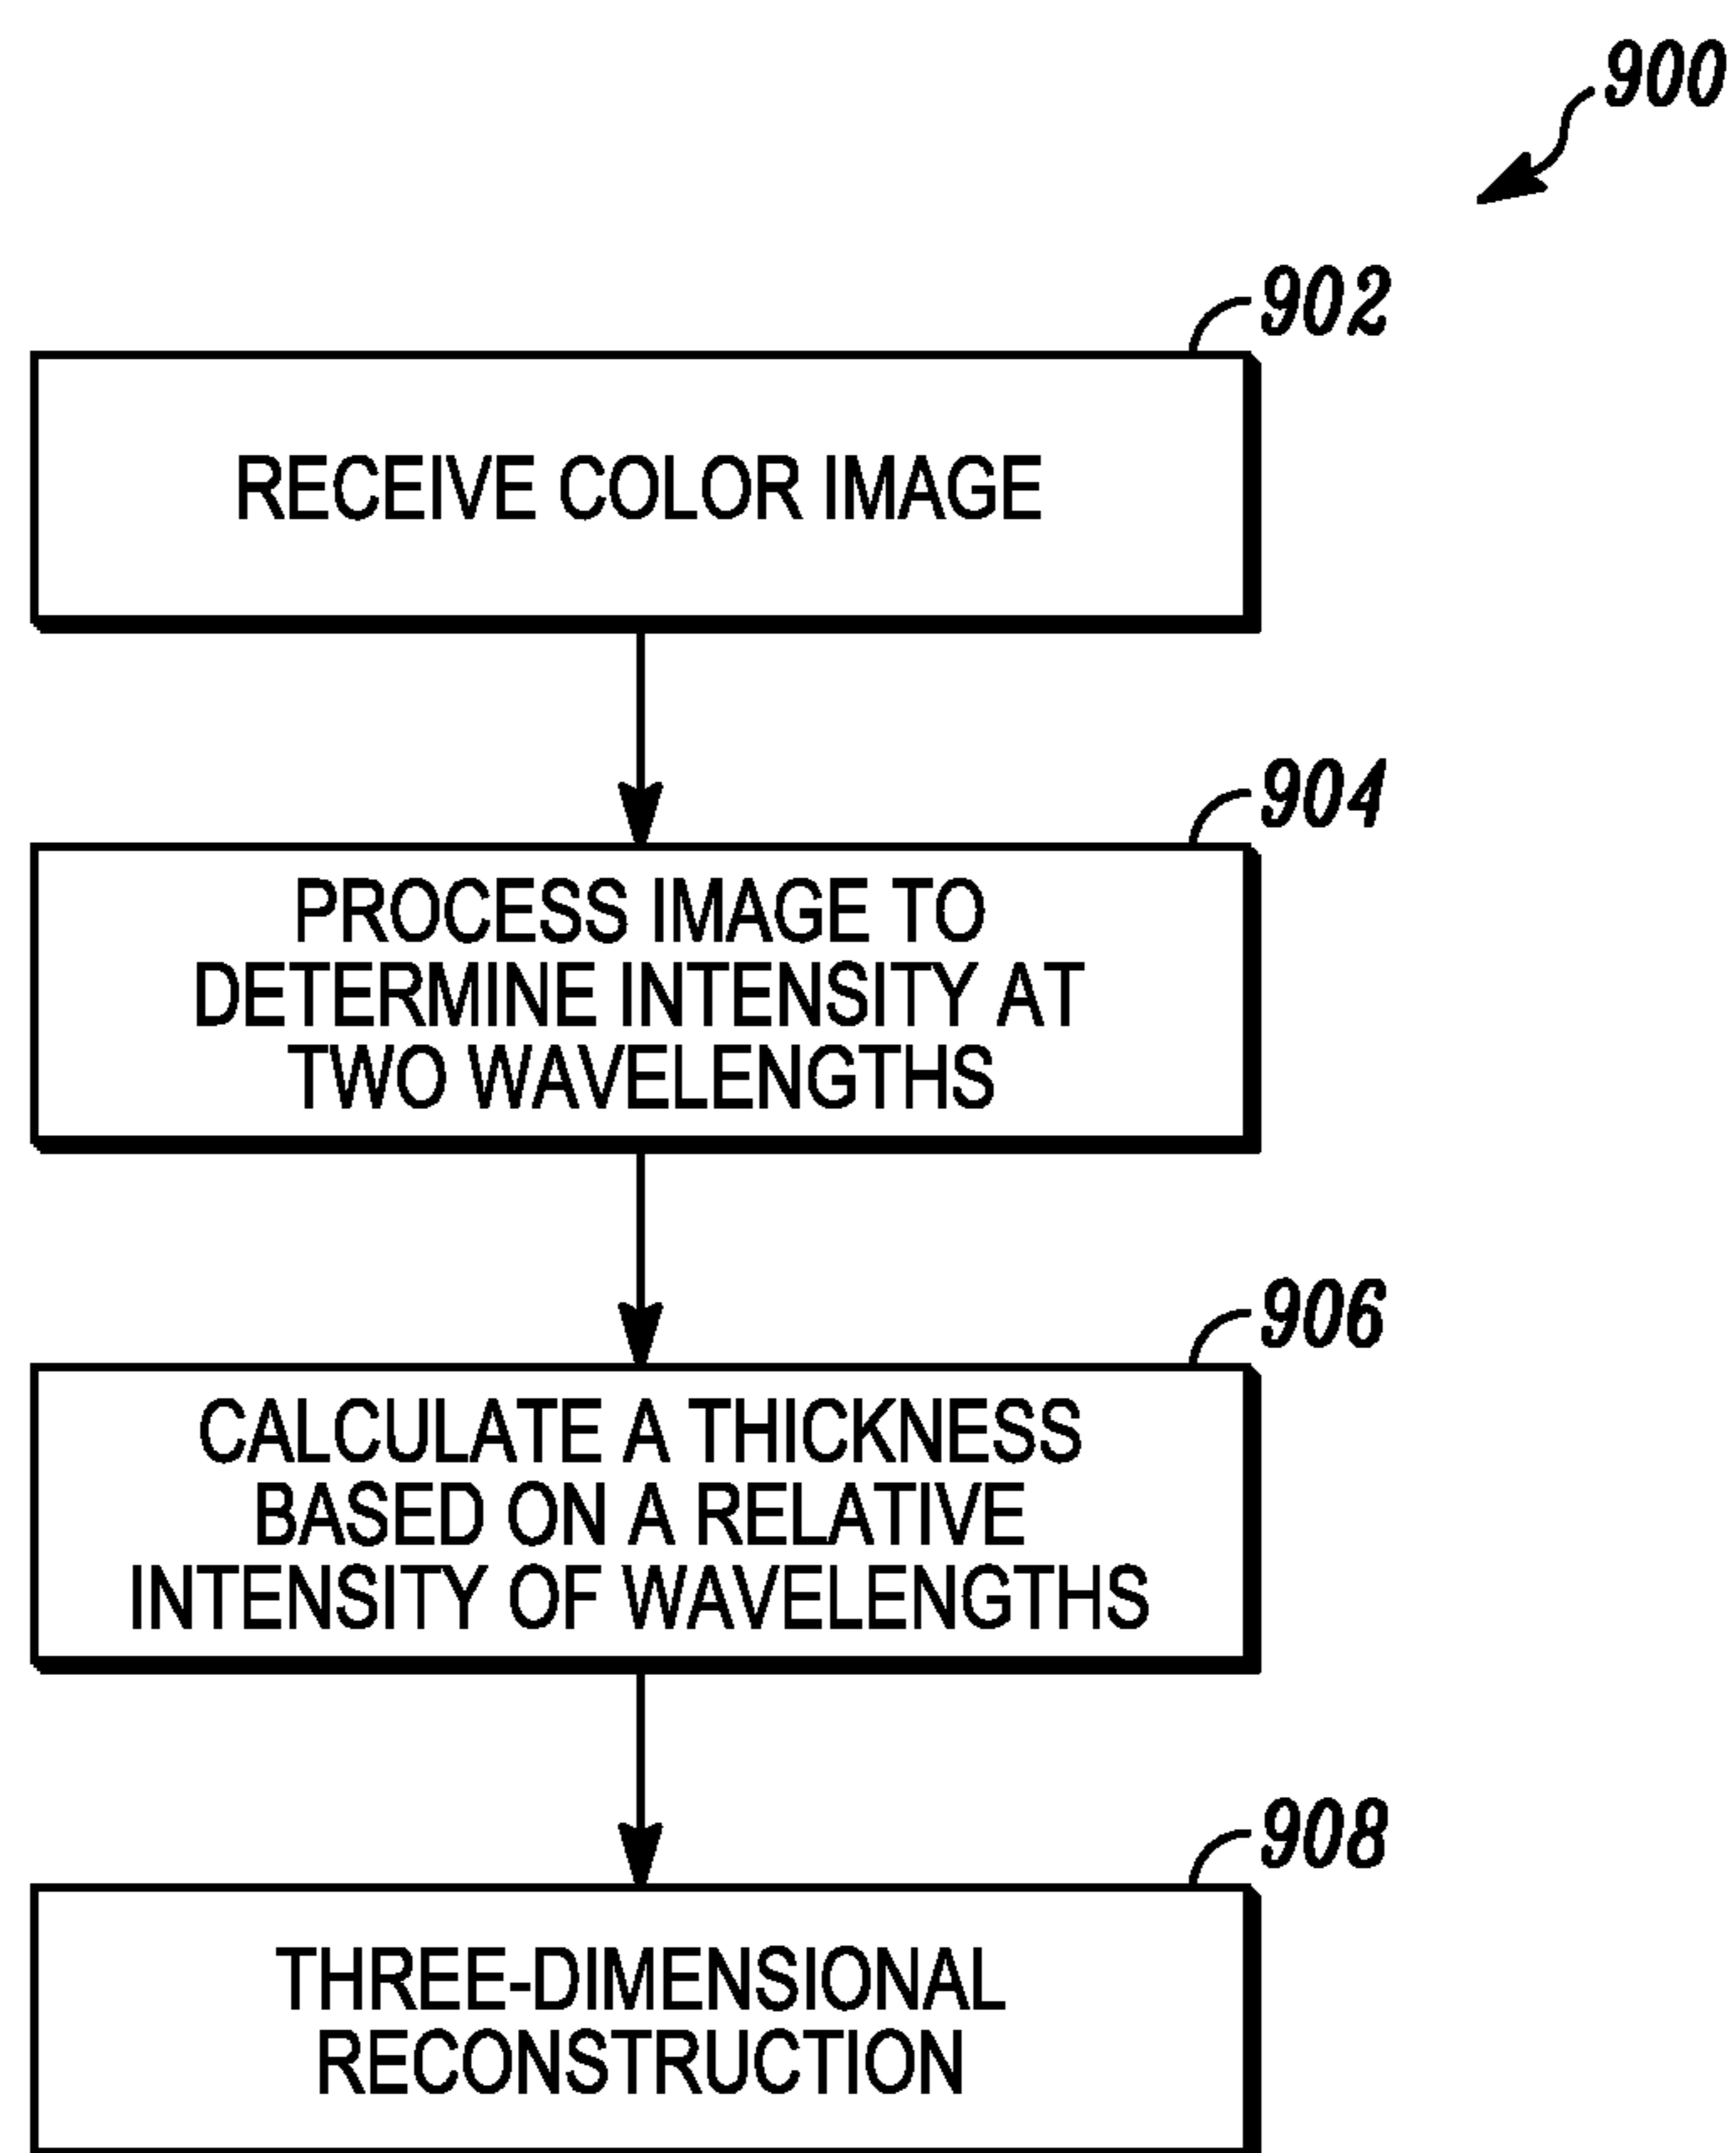 900
902
RECEIVE COLOR IMAGE
904
PROCESS IMAGE TO
DETERMINE INTENSITY AT
TWO WAVELENGTHS
906
CALCULATE A THICKNESS
BASED ON A RELATIVE
INTENSITY OF WAVELENGTHS
908
THREE-DIMENSIONAL
RECONSTRUCTION